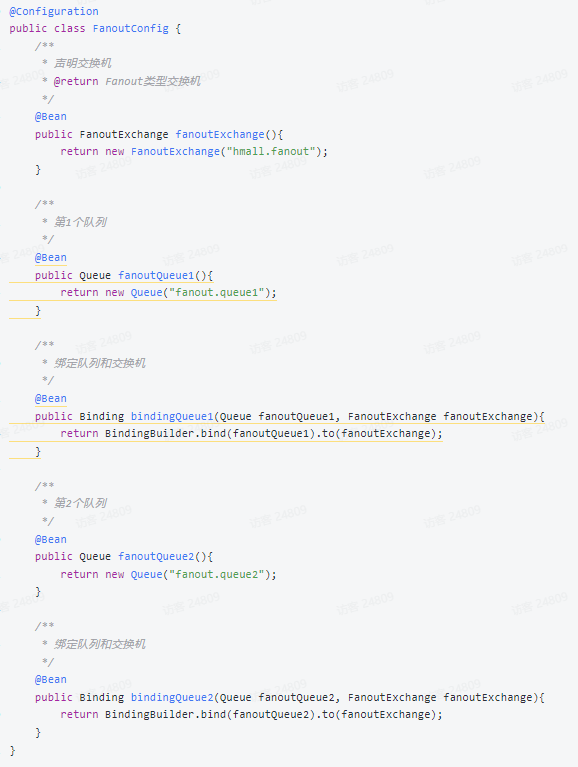 @Configuration
public class FanoutConfig {
    /**
     * 声明交换机
     * @return Fanout类型交换机
     */
    @Bean
    public FanoutExchange fanoutExchange(){
        return new FanoutExchange("hmall.fanout");
    }

    /**
     * 第1个队列
     */
    @Bean
    public Queue fanoutQueue1(){
        return new Queue("fanout.queue1");
    }

    /**
     * 绑定队列和交换机
     */
    @Bean
    public Binding bindingQueue1(Queue fanoutQueue1, FanoutExchange fanoutExchange){
        return BindingBuilder.bind(fanoutQueue1).to(fanoutExchange);
    }

    /**
     * 第2个队列
     */
    @Bean
    public Queue fanoutQueue2(){
        return new Queue("fanout.queue2");
    }

    /**
     * 绑定队列和交换机
     */
    @Bean
    public Binding bindingQueue2(Queue fanoutQueue2, FanoutExchange fanoutExchange){
        return BindingBuilder.bind(fanoutQueue2).to(fanoutExchange);
    }
}
访客 24809